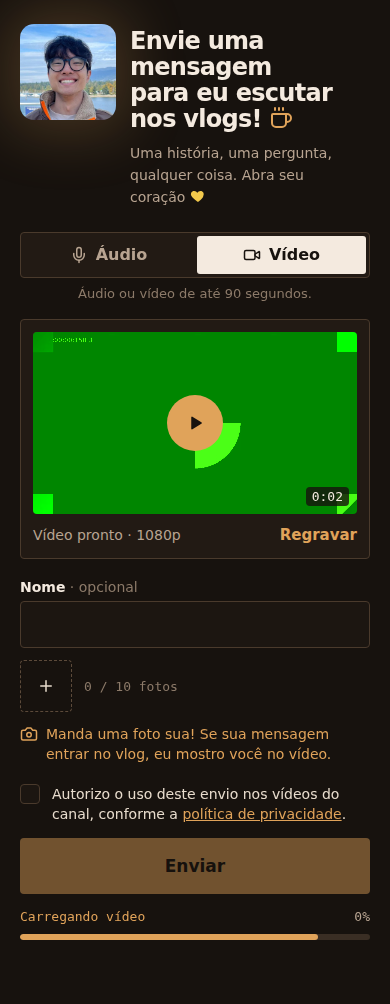 Envie uma
mensagem
para eu escutar
nos vlogs!
Uma história, uma pergunta,
qualquer coisa. Abra seu
coração 💛
Áudio
Vídeo
Áudio ou vídeo de até 90 segundos.
0:02
Vídeo pronto · 1080p
Regravar
Nome · opcional
+
0 / 10 fotos
Manda uma foto sua! Se sua mensagem
entrar no vlog, eu mostro você no vídeo.
Autorizo o uso deste envio nos vídeos do
canal, conforme a política de privacidade.
Enviar
Carregando vídeo
0%